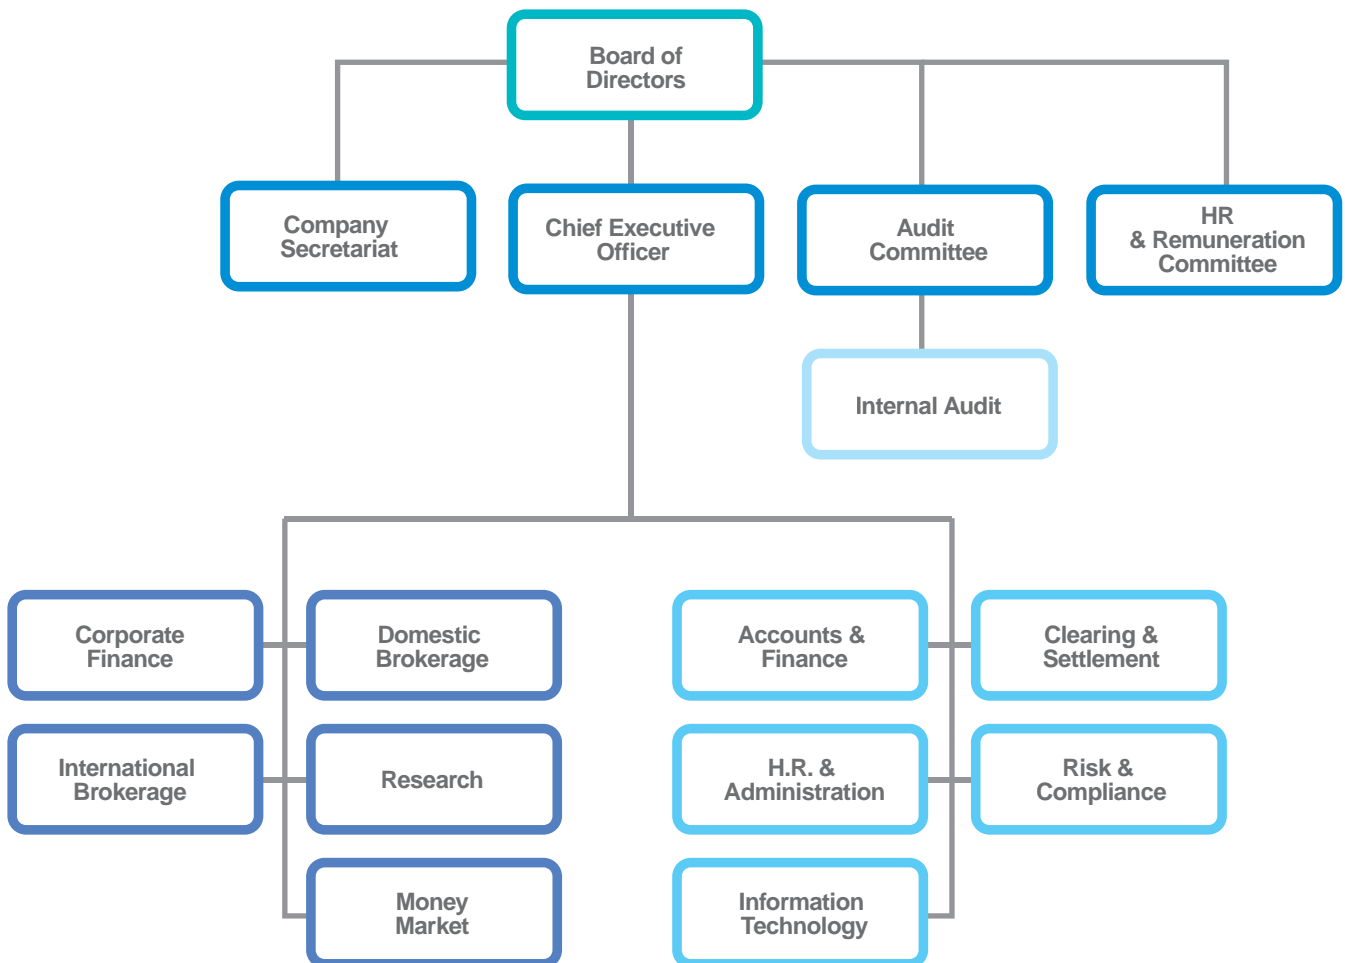 Board of
Directors
Company
Secretariat
Chief Executive
Officer
Audit
Committee
HR
& Remuneration
Committee
Internal Audit
Corporate
Finance
Domestic
Brokerage
Accounts &
Finance
Clearing &
Settlement
International
Brokerage
Research
H.R. &
Administration
Risk &
Compliance
Money
Market
Information
Technology